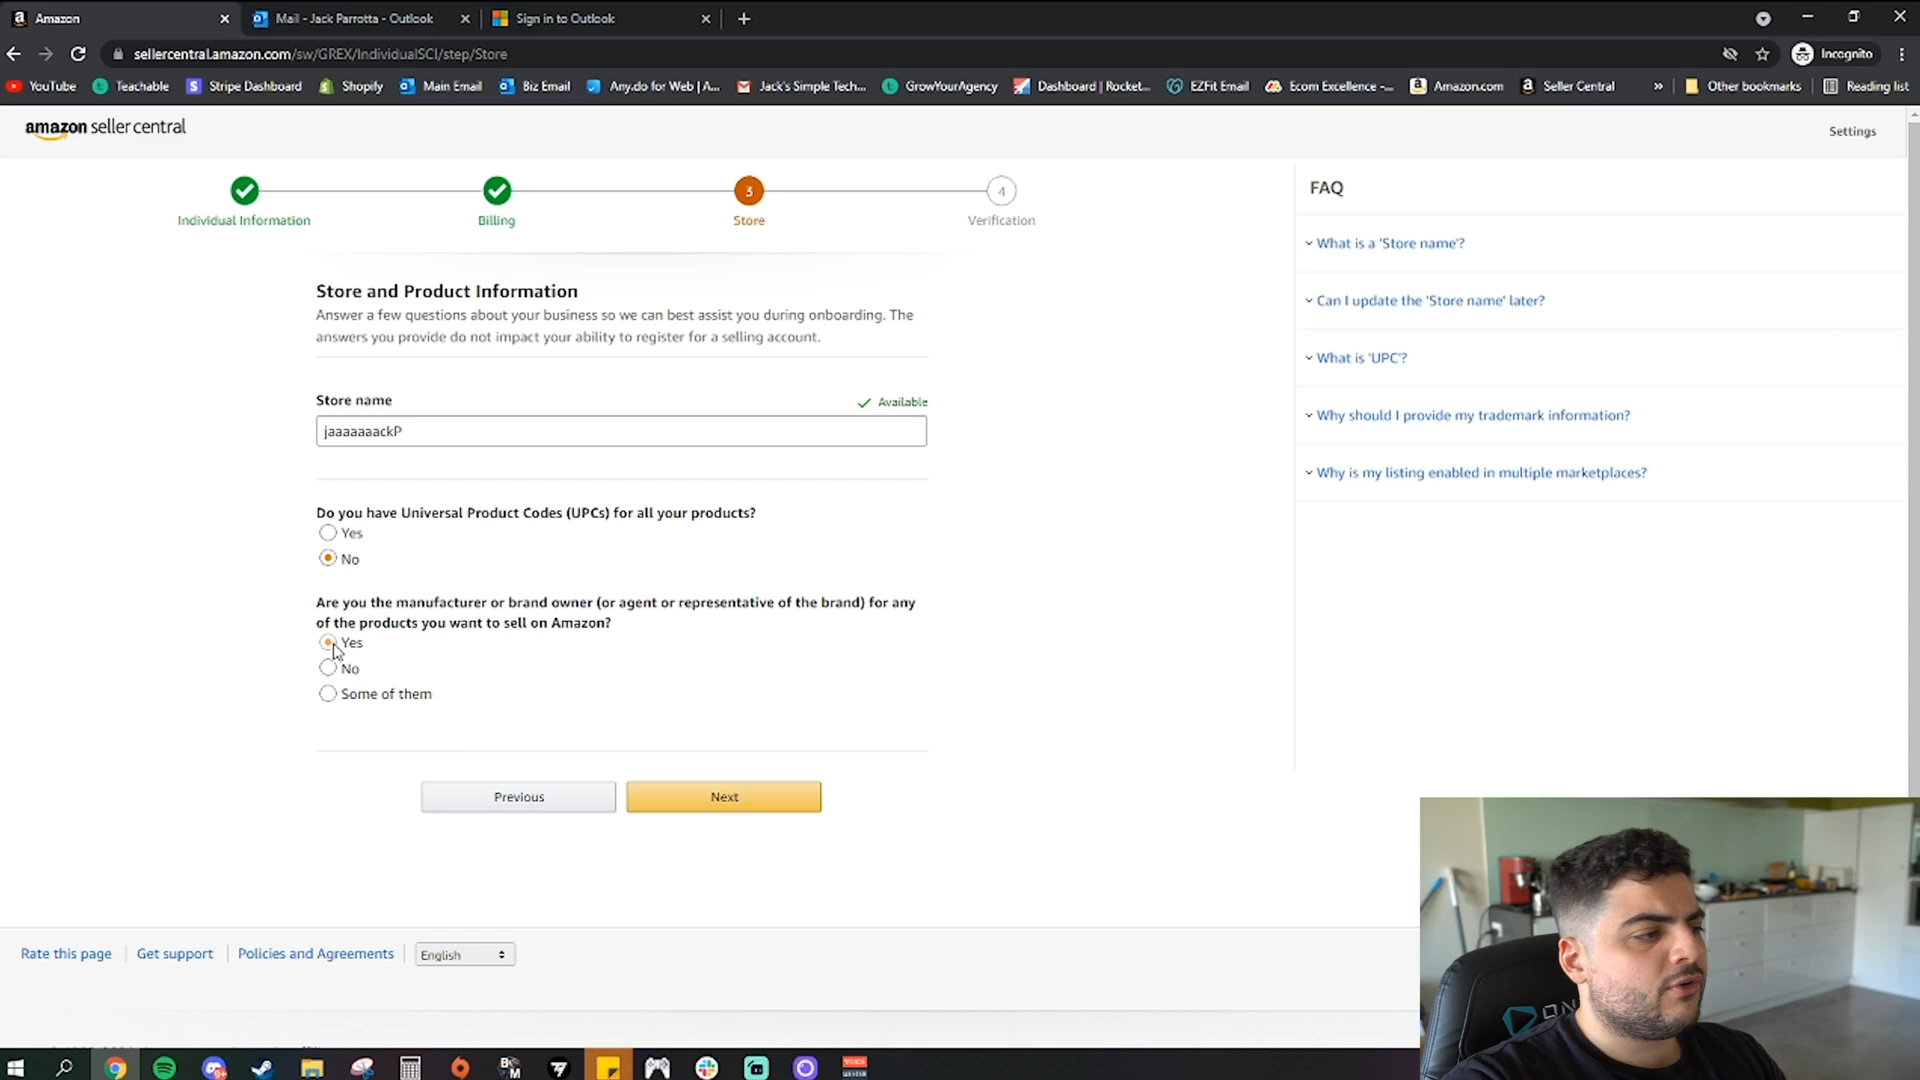 Amazon
Mail - Jack Parrotta - Outlook
Sign in to Outlook
sellercentral.amazon.com/sw/GREX/IndividualSCI/step/Store
Incognito
YouTube
Teachable
Stripe Dashboard
Shopify
Main Email
Biz Email
Any.do for Web | A...
Jack's Simple Tech...
GrowYourAgency
Dashboard | Rocket...
EZFit Email
Ecom Excellence -...
Amazon.com
Seller Central
»
Other bookmarks
Reading list
amazon seller central
Settings
3
4
Individual Information
Billing
Store
Verification
FAQ
What is a 'Store name'?
Can I update the 'Store name' later?
What is 'UPC'?
Why should I provide my trademark information?
Why is my listing enabled in multiple marketplaces?
Store and Product Information
Answer a few questions about your business so we can best assist you during onboarding. The
answers you provide do not impact your ability to register for a selling account.
Store name
Available
jaaaaaaackP
Do you have Universal Product Codes (UPCs) for all your products?
Yes
No
Are you the manufacturer or brand owner (or agent or representative of the brand) for any
of the products you want to sell on Amazon?
Yes
No
Some of them
Previous
Next
Rate this page
Get support
Policies and Agreements
English